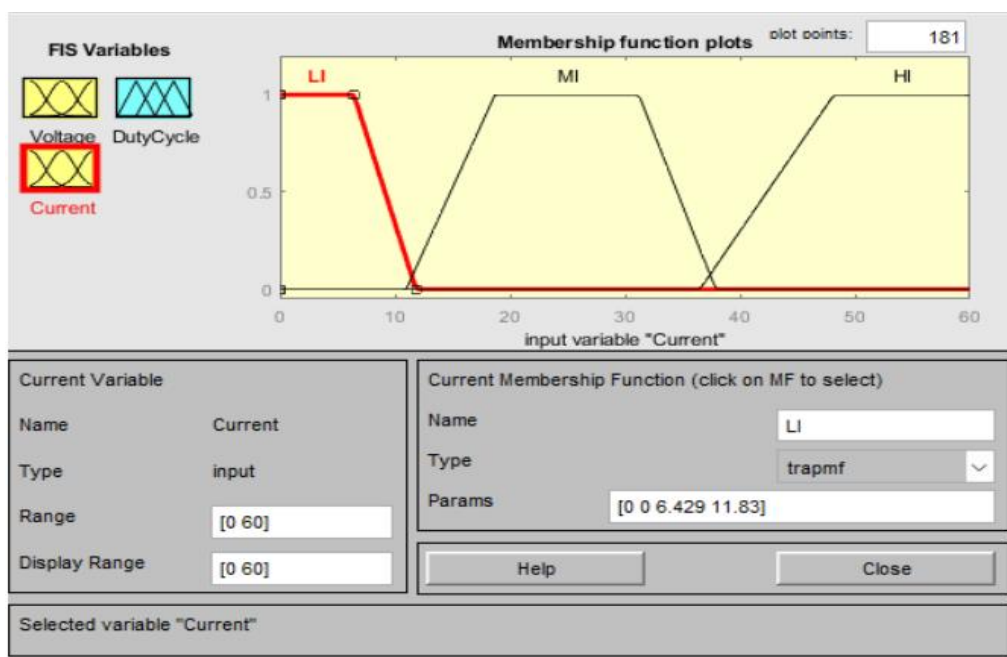 FIS Variables
Membership function plots
plot points:
181
LI
MI
HI
1
0.5
0
Voltage
DutyCycle
Current
0
10
20
30
40
50
60
input variable "Current"
Current Variable
Name
Current
Type
input
Range
[0 60]
Display Range
[0 60]
Current Membership Function (click on MF to select)
Name
LI
Type
trapmf
Params
[0 0 6.429 11.83]
Help
Close
Selected variable "Current"